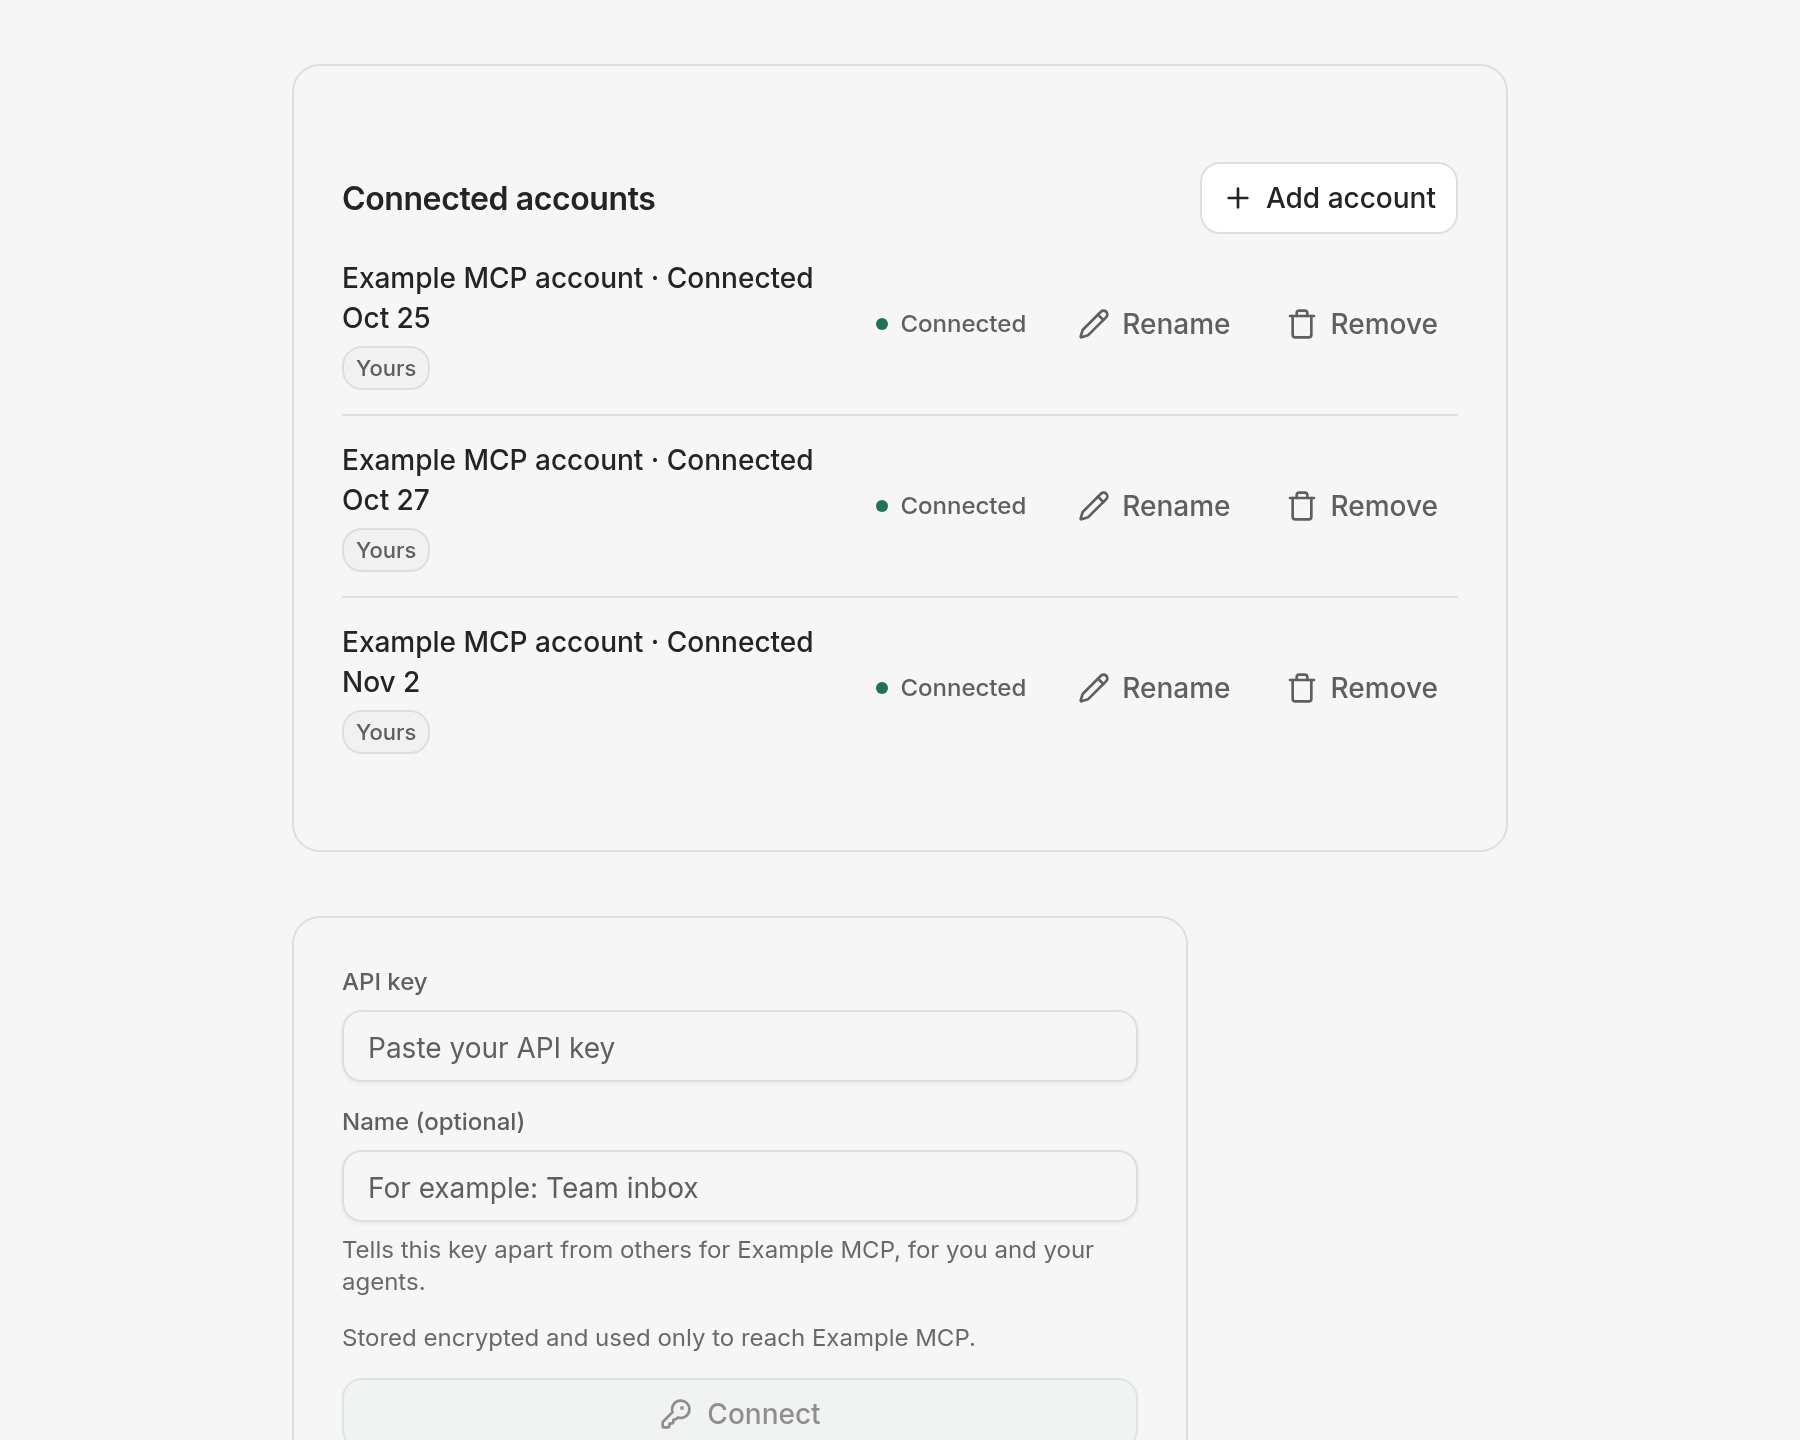 Connected accounts
Add account
Example MCP account · Connected
Oct 25
Yours
Connected
Rename
Remove
Example MCP account · Connected
Oct 27
Yours
Connected
Rename
Remove
Example MCP account · Connected
Nov 2
Yours
Connected
Rename
Remove
API key
Paste your API key
Name (optional)
For example: Team inbox
Tells this key apart from others for Example MCP, for you and your
agents.
Stored encrypted and used only to reach Example MCP.
Connect